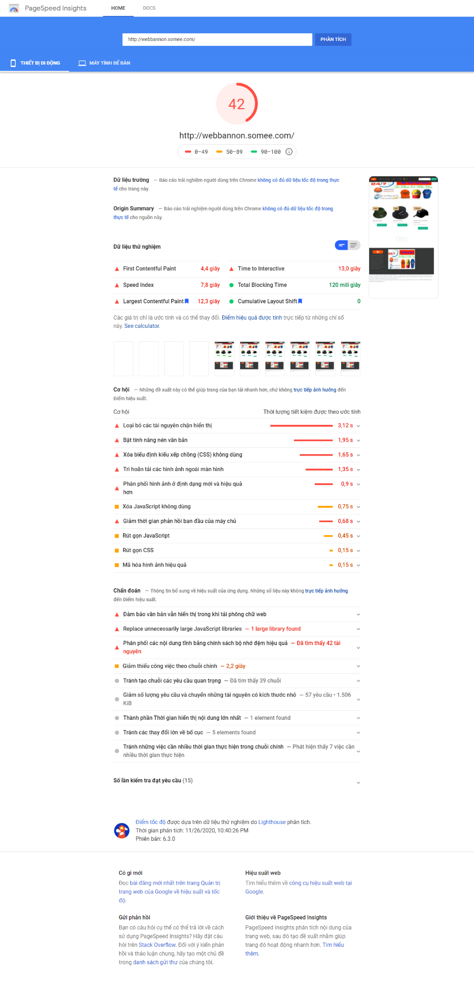 PageSpeed Insights
HOME
DOCS
http://webbannon.somee.com/
PHÂN TÍCH
THIẾT BỊ DI ĐỘNG
MÁY TÍNH ĐỂ BÀN
42
http://webbannon.somee.com/
0–49
50–89
90–100
Dữ liệu trường — Báo cáo trải nghiệm người dùng trên Chrome không có đủ dữ liệu tốc độ trong thực
tế cho trang này.
Origin Summary — Báo cáo trải nghiệm người dùng trên Chrome không có đủ dữ liệu tốc độ trong
thực tế cho nguồn này.
Dữ liệu thử nghiệm
First Contentful Paint 4,4 giây
Time to Interactive 13,0 giây
Speed Index 7,8 giây
Total Blocking Time 120 mili giây
Largest Contentful Paint 12,3 giây
Cumulative Layout Shift 0
Các giá trị chỉ là ước tính và có thể thay đổi. Điểm hiệu quả được tính trực tiếp từ những chỉ số
này. See calculator.
Cơ hội — Những đề xuất này có thể giúp trang của bạn tải nhanh hơn, chứ không trực tiếp ảnh hưởng đến
Điểm hiệu suất.
Cơ hội
Thời lượng tiết kiệm được theo ước tính
Loại bỏ các tài nguyên chặn hiển thị 3,12 s
Bật tính năng nén văn bản 1,95 s
Xóa biểu định kiểu xếp chồng (CSS) không dùng 1,65 s
Trì hoãn tải các hình ảnh ngoài màn hình 1,35 s
Phân phối hình ảnh ở định dạng mới và hiệu quả 0,9 s
hơn
Xóa JavaScript không dùng 0,75 s
Giảm thời gian phản hồi ban đầu của máy chủ 0,68 s
Rút gọn JavaScript 0,45 s
Rút gọn CSS 0,15 s
Mã hóa hình ảnh hiệu quả 0,15 s
Chẩn đoán — Thông tin bổ sung về hiệu suất của ứng dụng. Những số liệu này không trực tiếp ảnh hưởng
đến Điểm hiệu suất.
Đảm bảo văn bản vẫn hiển thị trong khi tải phông chữ web
Replace unnecessarily large JavaScript libraries — 1 large library found
Phân phối các nội dung tĩnh bằng chính sách bộ nhớ đệm hiệu quả — Đã tìm thấy 42 tài
nguyên
Giảm thiểu công việc theo chuỗi chính — 2,2 giây
Tránh tạo chuỗi các yêu cầu quan trọng — Đã tìm thấy 39 chuỗi
Giảm số lượng yêu cầu và chuyển những tài nguyên có kích thước nhỏ — 57 yêu cầu • 1.506
KiB
Thành phần Thời gian hiển thị nội dung lớn nhất — 1 element found
Tránh các thay đổi lớn về bố cục — 5 elements found
Tránh những việc cần nhiều thời gian thực hiện trong chuỗi chính — Phát hiện thấy 7 việc cần
nhiều thời gian thực hiện
Số lần kiểm tra đạt yêu cầu (15)
Điểm tốc độ được dựa trên dữ liệu thử nghiệm do Lighthouse phân tích.
Thời gian phân tích: 11/26/2020, 10:40:26 PM
Phiên bản: 6.3.0
Có gì mới
Đọc bài đăng mới nhất trên trang Quản trị
trang web của Google về hiệu suất và tốc
độ.
Hiệu suất web
Tìm hiểu thêm về công cụ hiệu suất web tại
Google.
Gửi phản hồi
Bạn có câu hỏi cụ thể có thể trả lời về cách
sử dụng PageSpeed Insights? Hãy đặt câu
hỏi trên Stack Overflow. Đối với ý kiến phản
hồi và thảo luận chung, hãy tạo một chủ đề
trong danh sách gửi thư của chúng tôi.
Giới thiệu về PageSpeed Insights
PageSpeed Insights phân tích nội dung của
trang web, sau đó tạo đề xuất nhằm giúp
trang đó hoạt động nhanh hơn. Tìm hiểu
thêm.
24/7
24/7